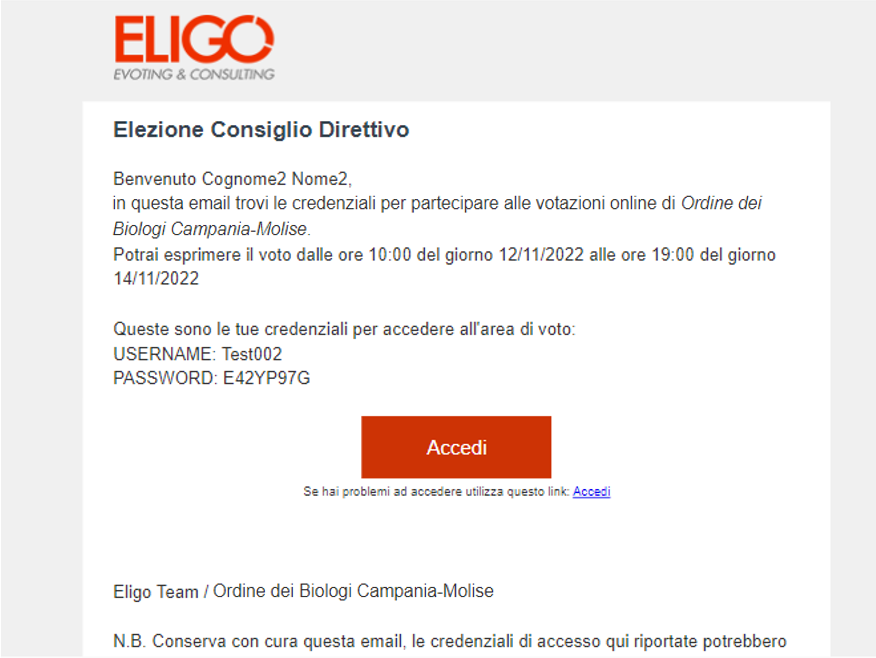 ELIGO
EVOTING & CONSULTING
Elezione Consiglio Direttivo
Benvenuto Cognome2 Nome2,
in questa email trovi le credenziali per partecipare alle votazioni online di Ordine dei
Biologi Campania-Molise.
Potrai esprimere il voto dalle ore 10:00 del giorno 12/11/2022 alle ore 19:00 del giorno
14/11/2022
Queste sono le tue credenziali per accedere all'area di voto:
USERNAME: Test002
PASSWORD: E42YP97G
Accedi
Se hai problemi ad accedere utilizza questo link: Accedi
Eligo Team / Ordine dei Biologi Campania-Molise
N.B. Conserva con cura questa email, le credenziali di accesso qui riportate potrebbero